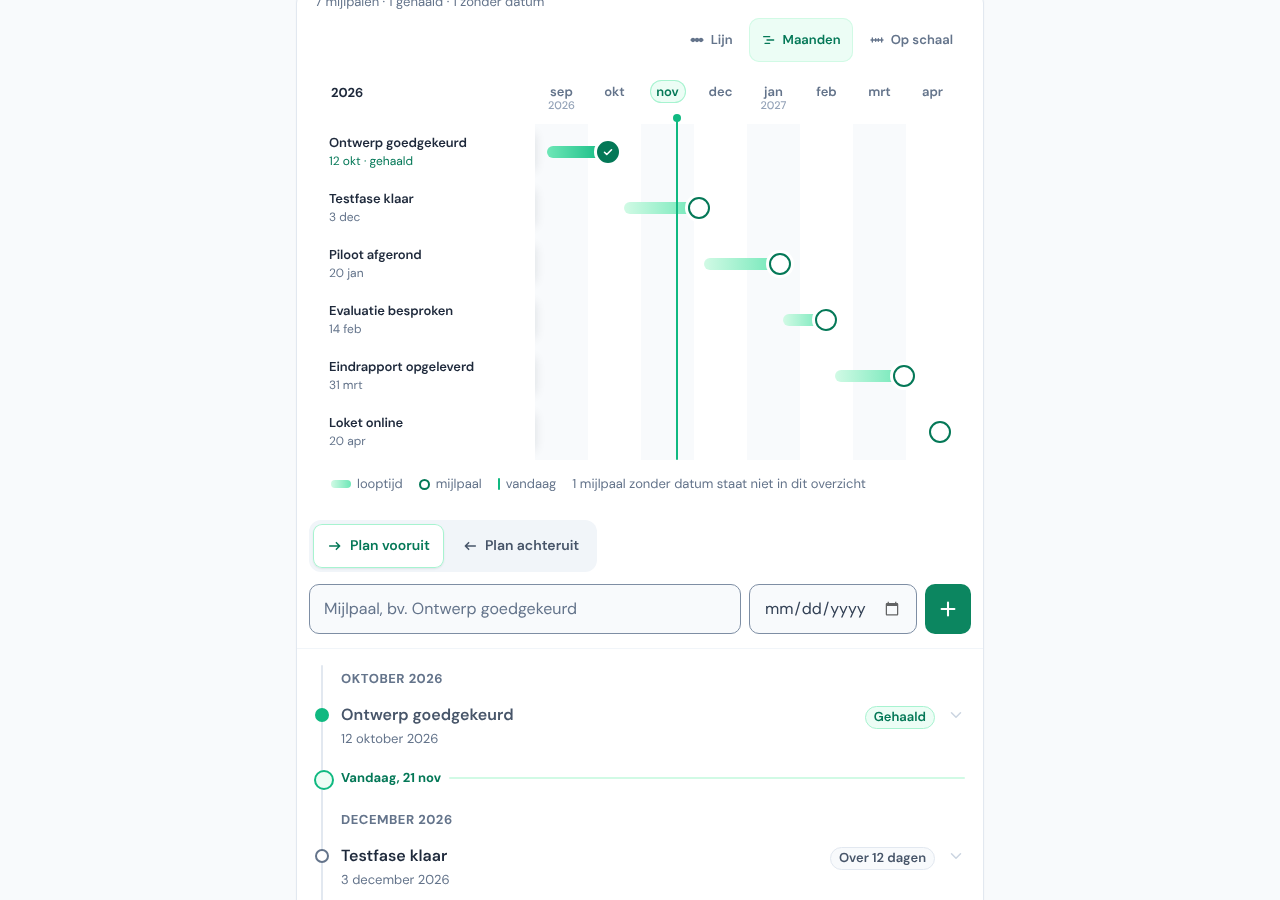 7 mijlpalen · 1 gehaald · 1 zonder datum
Lijn
Maanden
Op schaal
2026
sep
2026
okt
nov
dec
jan
2027
feb
mrt
apr
Ontwerp goedgekeurd
12 okt · gehaald
Testfase klaar
3 dec
Piloot afgerond
20 jan
Evaluatie besproken
14 feb
Eindrapport opgeleverd
31 mrt
Loket online
20 apr
looptijd
mijlpaal
vandaag
1 mijlpaal zonder datum staat niet in dit overzicht
Plan vooruit
Plan achteruit
Mijlpaal, bv. Ontwerp goedgekeurd
mm/dd/yyyy
OKTOBER 2026
Ontwerp goedgekeurd
Gehaald
12 oktober 2026
Vandaag, 21 nov
DECEMBER 2026
Testfase klaar
Over 12 dagen
3 december 2026